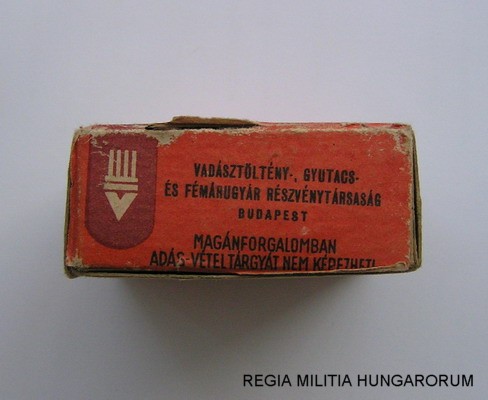 VADÁSZTÖLTÉNY-, GYUTACS-
ÉS FÉMÁRUGYÁR RÉSZVÉNYTÁRSASÁG
BUDAPEST
MAGÁNFORGALOMBAN
ADÁS-VÉTEL TÁRGYÁT NEM KÉPEZHETI
REGIA MILITIA HUNGARORUM